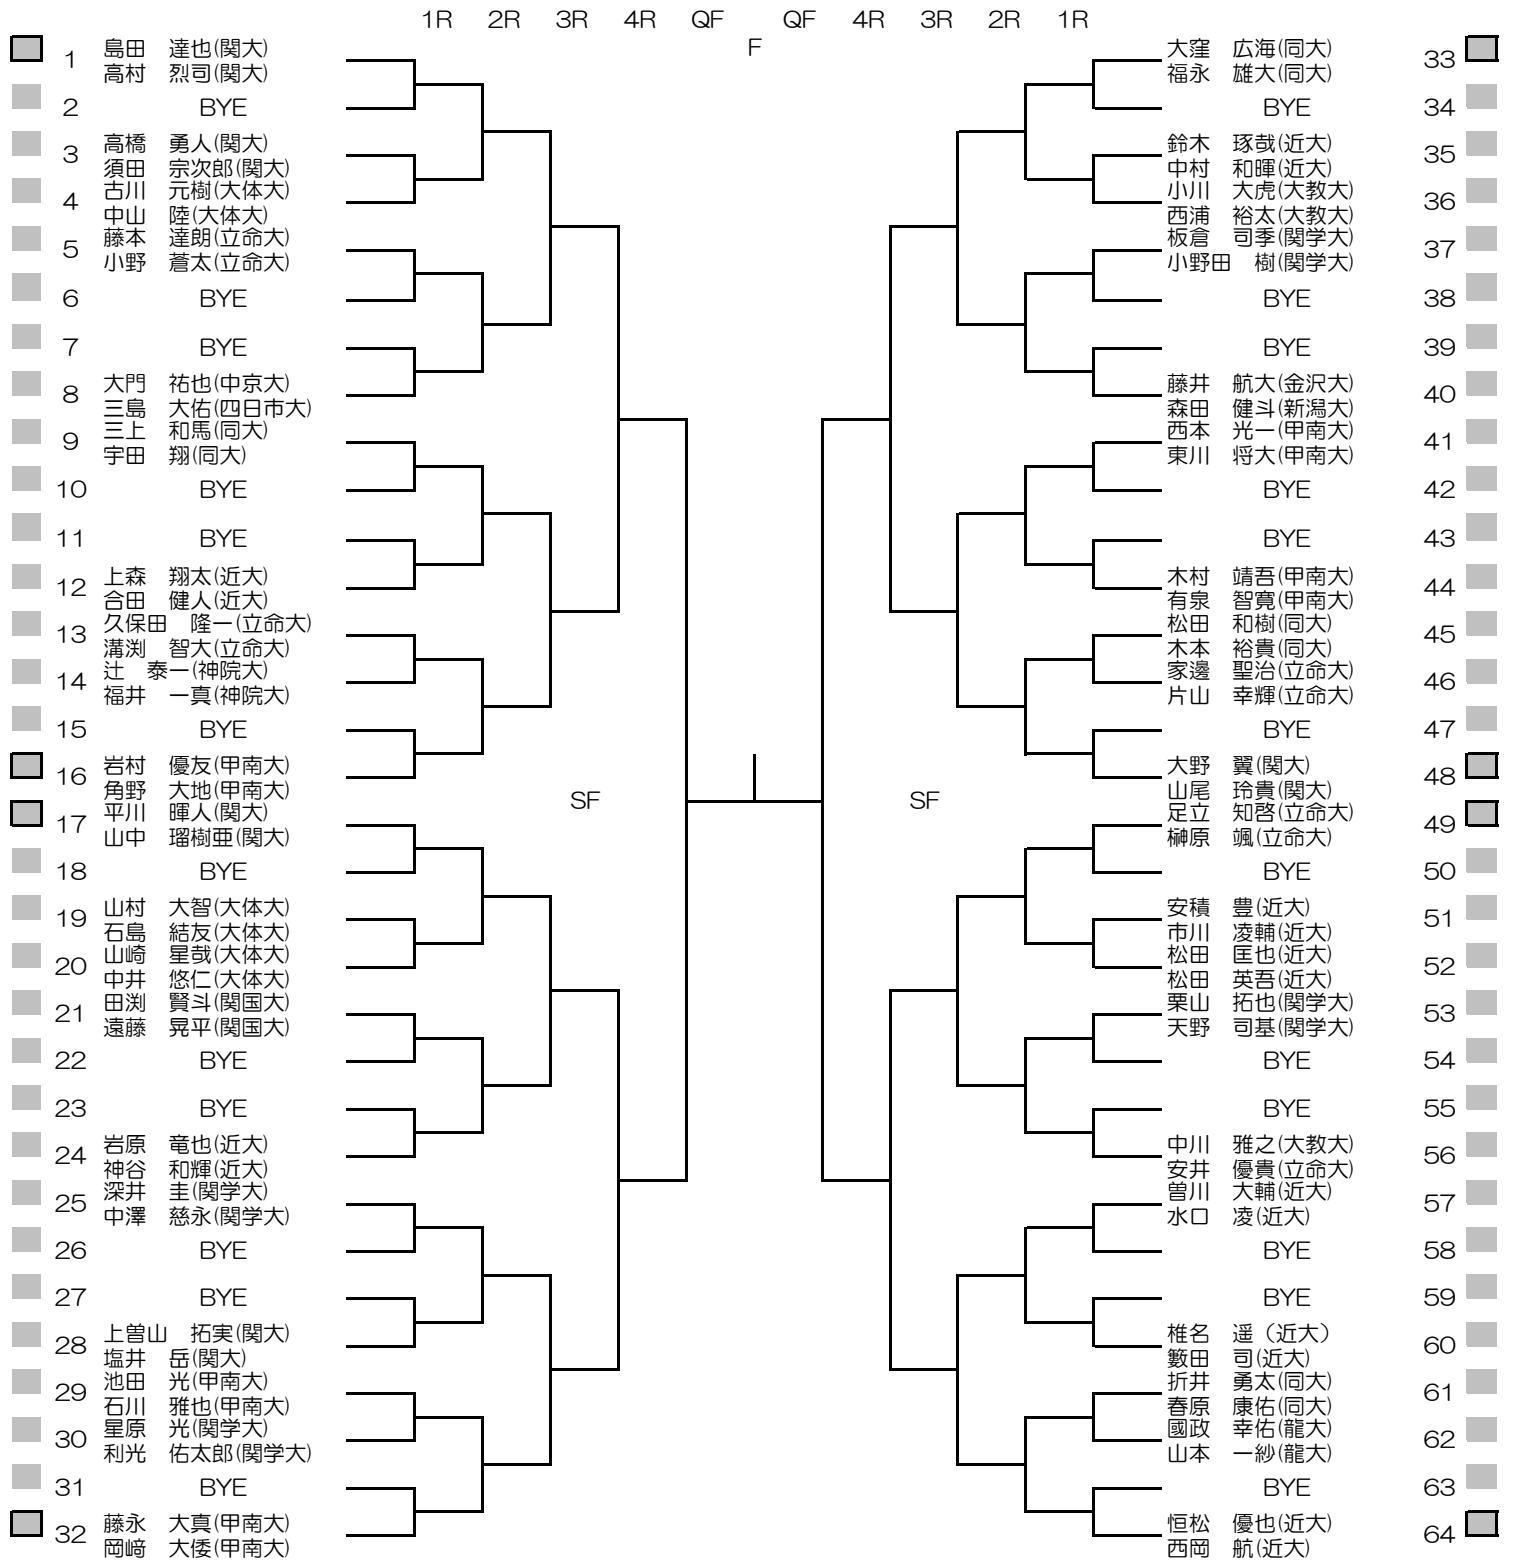 1R 2R 3R 4R QF QF 4R 3R 2R 1R
F
1 島田 達也(関大)
高村 烈司(関大)
2 BYE
3 高橋 勇人(関大)
須田 宗次郎(関大)
4 古川 元樹(大体大)
中山 陸(大体大)
5 藤本 達朗(立命大)
小野 蒼太(立命大)
6 BYE
7 BYE
8 大門 祐也(中京大)
三島 大佑(四日市大)
9 三上 和馬(同大)
宇田 翔(同大)
10 BYE
11 BYE
12 上森 翔太(近大)
合田 健人(近大)
13 久保田 隆一(立命大)
溝渕 智大(立命大)
14 辻 泰一(神院大)
福井 一真(神院大)
15 BYE
16 岩村 優友(甲南大)
角野 大地(甲南大)
17 平川 暉人(関大)
山中 瑠樹亜(関大)
18 BYE
19 山村 大智(大体大)
石島 結友(大体大)
20 山崎 星哉(大体大)
中井 悠仁(大体大)
21 田渕 賢斗(関国大)
遠藤 晃平(関国大)
22 BYE
23 BYE
24 岩原 竜也(近大)
神谷 和輝(近大)
25 深井 圭(関学大)
中澤 慈永(関学大)
26 BYE
27 BYE
28 上曽山 拓実(関大)
塩井 岳(関大)
29 池田 光(甲南大)
石川 雅也(甲南大)
30 星原 光(関学大)
利光 佑太郎(関学大)
31 BYE
32 藤永 大真(甲南大)
岡﨑 大倭(甲南大)
SF SF
大窪 広海(同大) 33
福永 雄大(同大)
BYE 34
鈴木 琢哉(近大) 35
中村 和暉(近大)
小川 大虎(大教大) 36
西浦 裕太(大教大)
板倉 司季(関学大) 37
小野田 樹(関学大)
BYE 38
BYE 39
藤井 航大(金沢大) 40
森田 健斗(新潟大)
西本 光一(甲南大) 41
東川 将大(甲南大)
BYE 42
BYE 43
木村 靖吾(甲南大) 44
有泉 智寛(甲南大)
松田 和樹(同大) 45
木本 裕貴(同大)
家邊 聖治(立命大) 46
片山 幸輝(立命大)
BYE 47
大野 翼(関大) 48
山尾 玲貴(関大)
足立 知啓(立命大) 49
榊原 颯(立命大)
BYE 50
安積 豊(近大) 51
市川 凌輔(近大)
松田 匡也(近大) 52
松田 英吾(近大)
栗山 拓也(関学大) 53
天野 司基(関学大)
BYE 54
BYE 55
中川 雅之(大教大) 56
安井 優貴(立命大)
曽川 大輔(近大) 57
水口 凌(近大)
BYE 58
BYE 59
椎名 遥（近大） 60
籔田 司(近大)
折井 勇太(同大) 61
春原 康佑(同大)
國政 幸佑(龍大) 62
山本 一紗(龍大)
BYE 63
恒松 優也(近大) 64
西岡 航(近大)